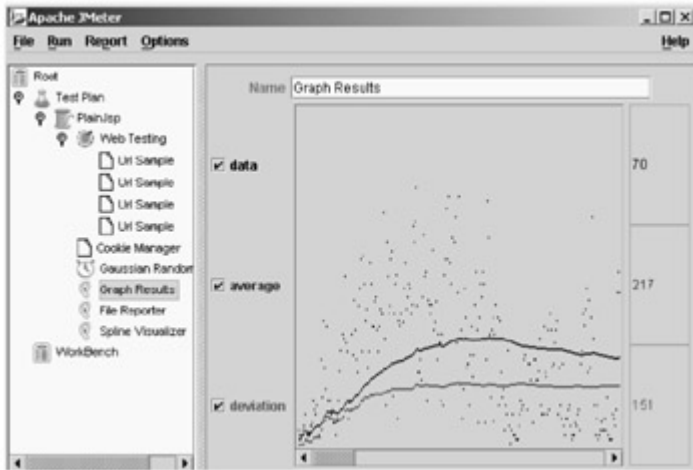 Apache JMeter
File Run Report Options Help
Root
Test Plan
PlainJsp
Web Testing
Url Sample
Url Sample
Url Sample
Url Sample
Cookie Manager
Gaussian Random
Graph Results
File Reporter
Spline Visualizer
WorkBench
Name Graph Results
data 70
average 217
deviation 151